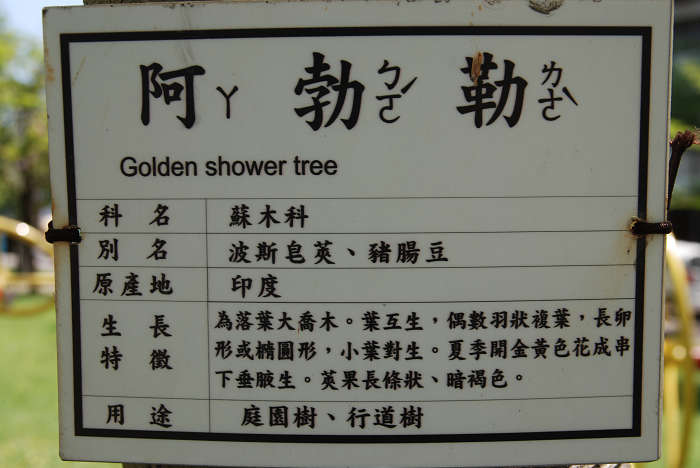 阿ㄚ 勃ㄅㄛˊ 勒ㄌㄜˋ
Golden shower tree
科名 蘇木科
別名 波斯皂莢、豬腸豆
原產地 印度
生長特徵 為落葉大喬木。葉互生，偶數羽狀複葉，長卵
形或橢圓形，小葉對生。夏季開金黃色花成串
下垂腋生。莢果長條狀、暗褐色。
用途 庭園樹、行道樹